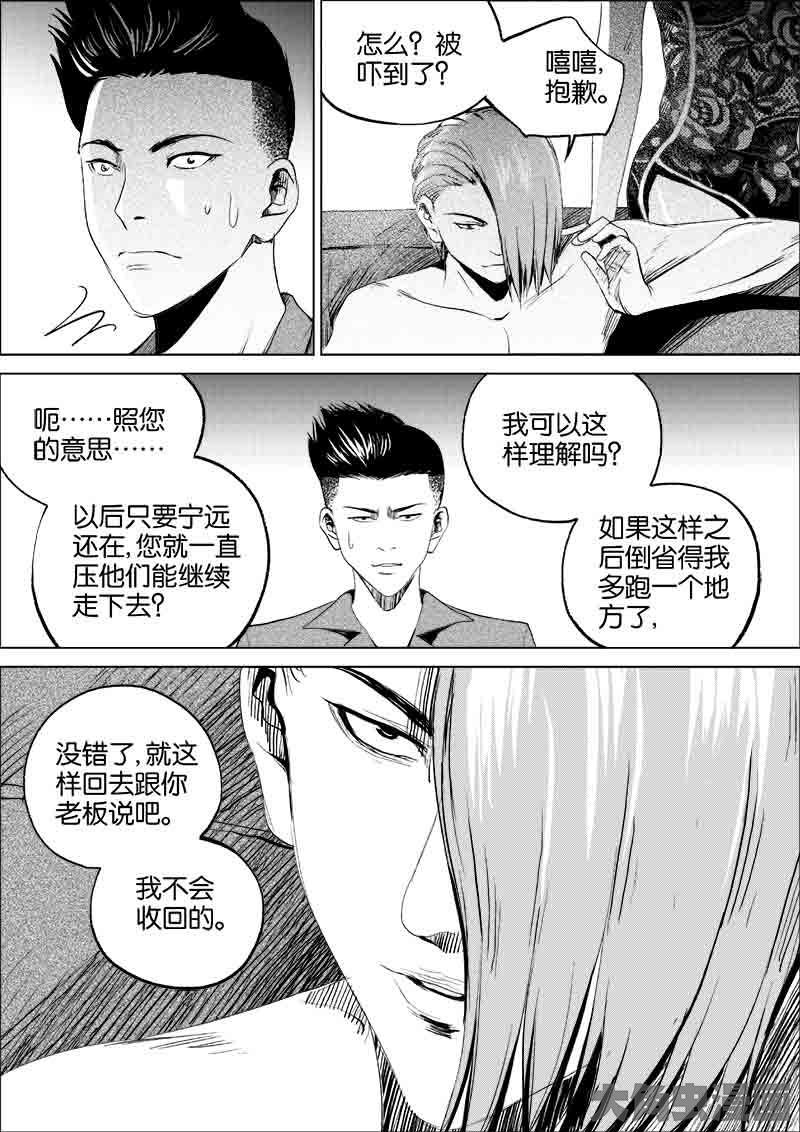 怎么？被
吓到了？
嘻嘻，
抱歉。
呃……照您
的意思……
以后只要宁远
还在，您就一直
压他们能继续
走下去？
我可以这
样理解吗？
如果这样之
后倒省得我
多跑一个地
方了，
没错了，就这
样回去跟你
老板说吧。
我不会
收回的。